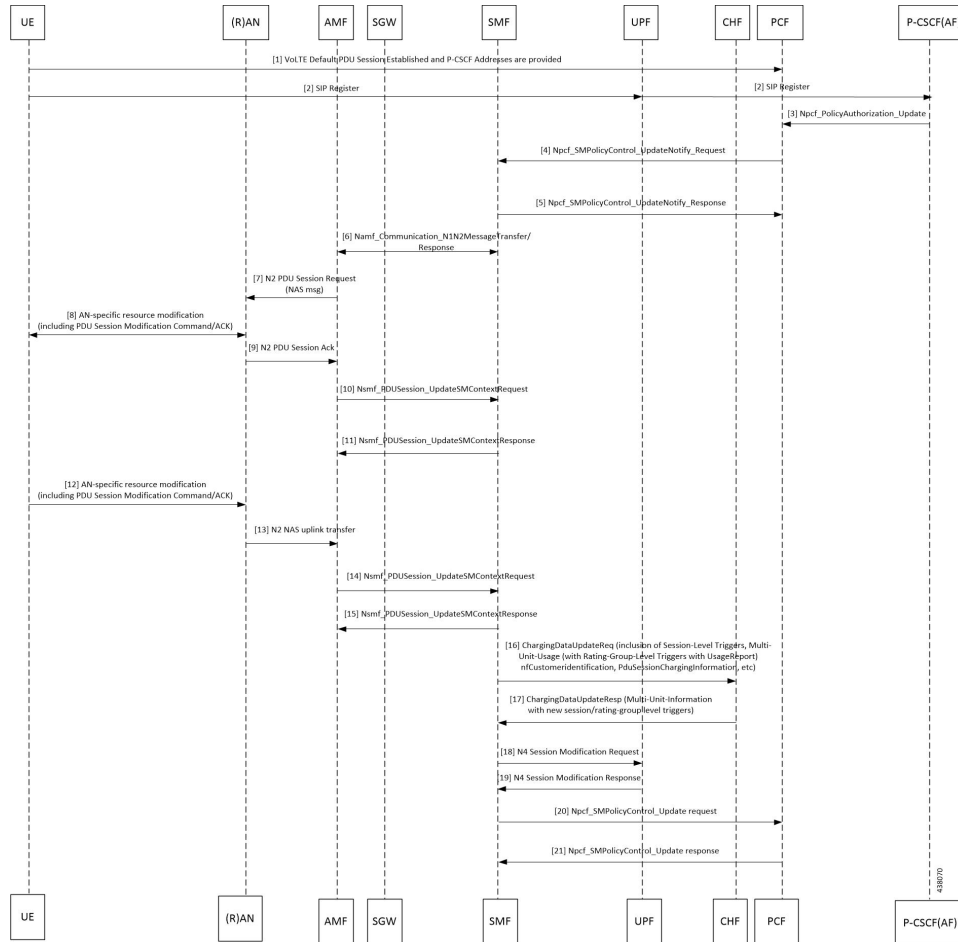 UE
(R)AN
AMF
SGW
SMF
UPF
CHF
PCF
P-CSCF(AF)
[1] VoLTE Default PDU Session Established and P-CSCF Addresses are provided
[2] SIP Register
[2] SIP Register
[3] Npcf_PolicyAuthorization_Update
[4] Npcf_SMPolicyControl_UpdateNotify_Request
[5] Npcf_SMPolicyControl_UpdateNotify_Response
[6] Namf_Communication_N1N2MessageTransfer/
Response
[7] N2 PDU Session Request
(NAS msg)
[8] AN-specific resource modification
(including PDU Session Modification Command/ACK)
[9] N2 PDU Session Ack
[10] Nsmf_PDUSession_UpdateSMContextRequest
[11] Nsmf_PDUSession_UpdateSMContextResponse
[12] AN-specific resource modification
(including PDU Session Modification Command/ACK)
[13] N2 NAS uplink transfer
[14] Nsmf_PDUSession_UpdateSMContextRequest
[15] Nsmf_PDUSession_UpdateSMContextResponse
[16] ChargingDataUpdateReq (inclusion of Session-Level Triggers, Multi-
Unit-Usage (with Rating-Group-Level Triggers with UsageReport)
nfCustomeridentification, PduSessionChargingInformation, etc)
[17] ChargingDataUpdateResp (Multi-Unit-Information
with new session/rating-group level triggers)
[18] N4 Session Modification Request
[19] N4 Session Modification Response
[20] Npcf_SMPolicyControl_Update request
[21] Npcf_SMPolicyControl_Update response
438070
UE
(R)AN
AMF
SGW
SMF
UPF
CHF
PCF
P-CSCF(AF)